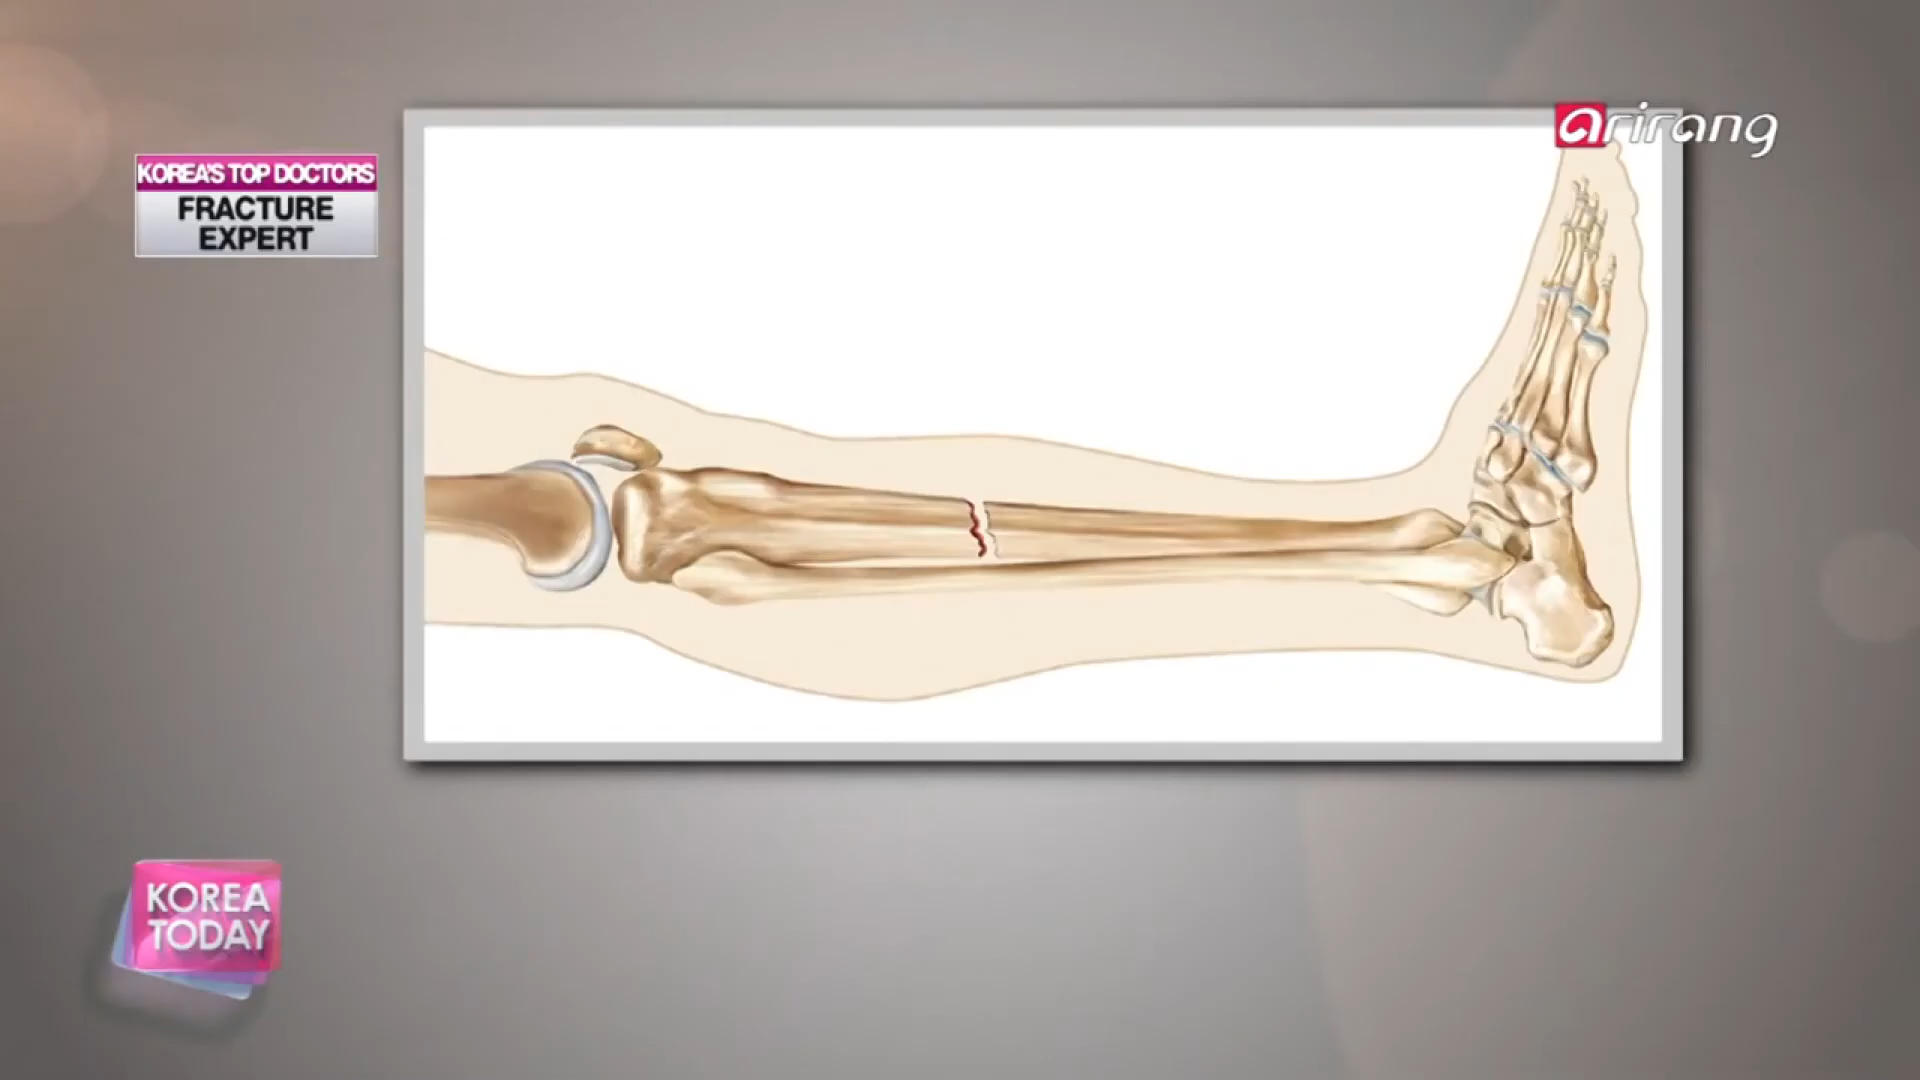 arirang
KOREA'S TOP DOCTORS
FRACTURE
EXPERT
KOREA
TODAY